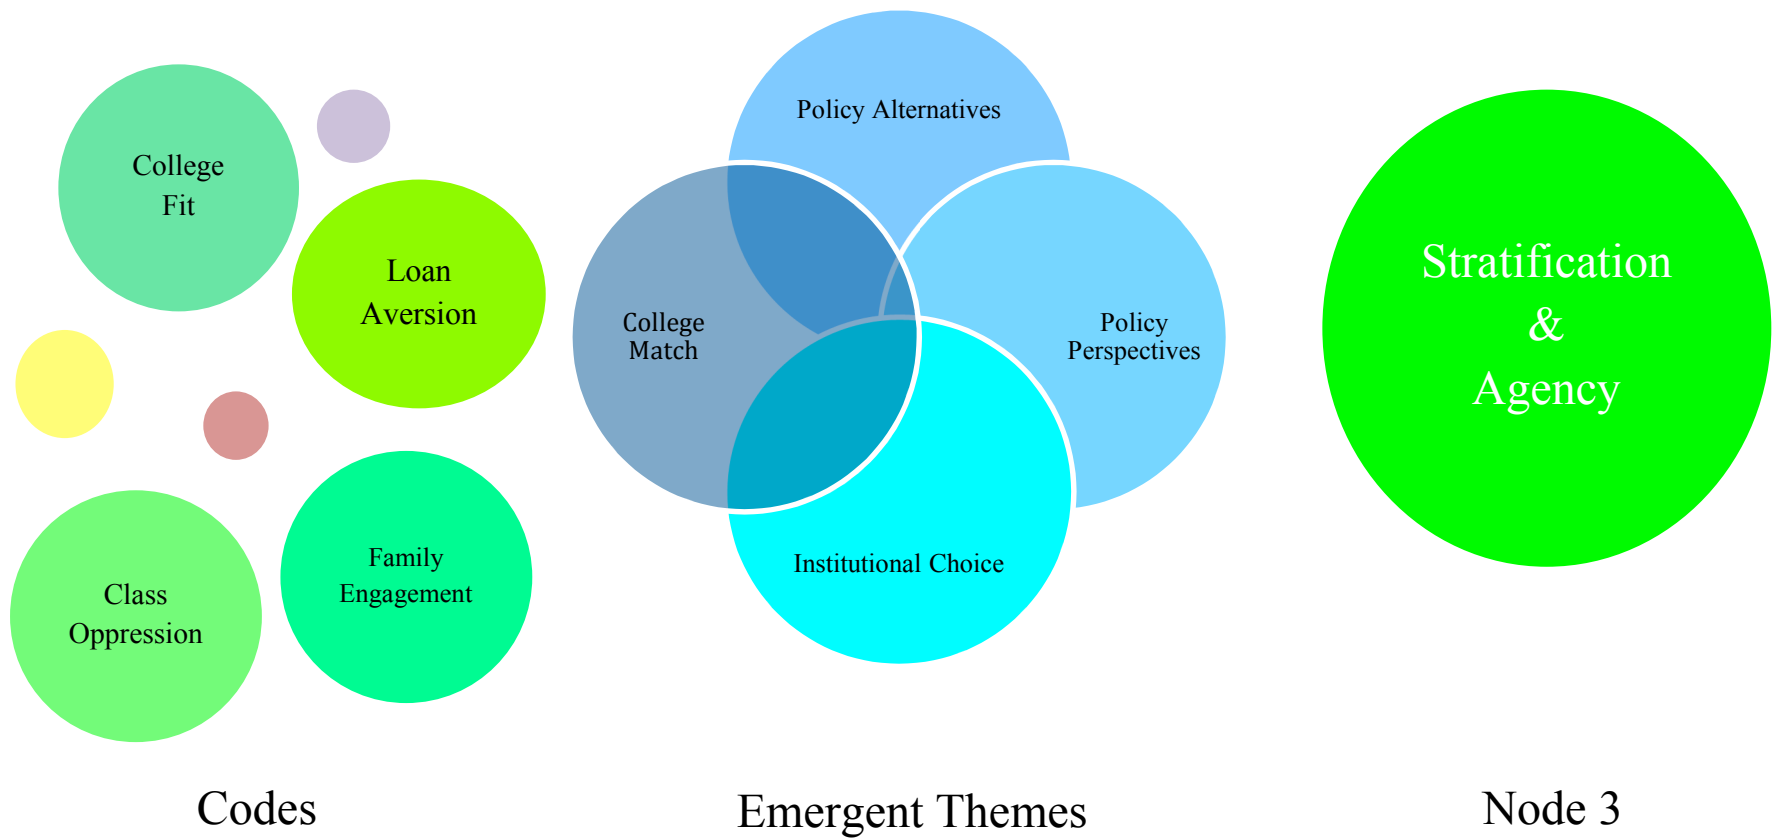 College
Fit
Loan
Aversion
Class
Oppression
Family
Engagement
Codes
Policy Alternatives
College
Match
Policy
Perspectives
Institutional Choice
Emergent Themes
Stratification
&
Agency
Node 3